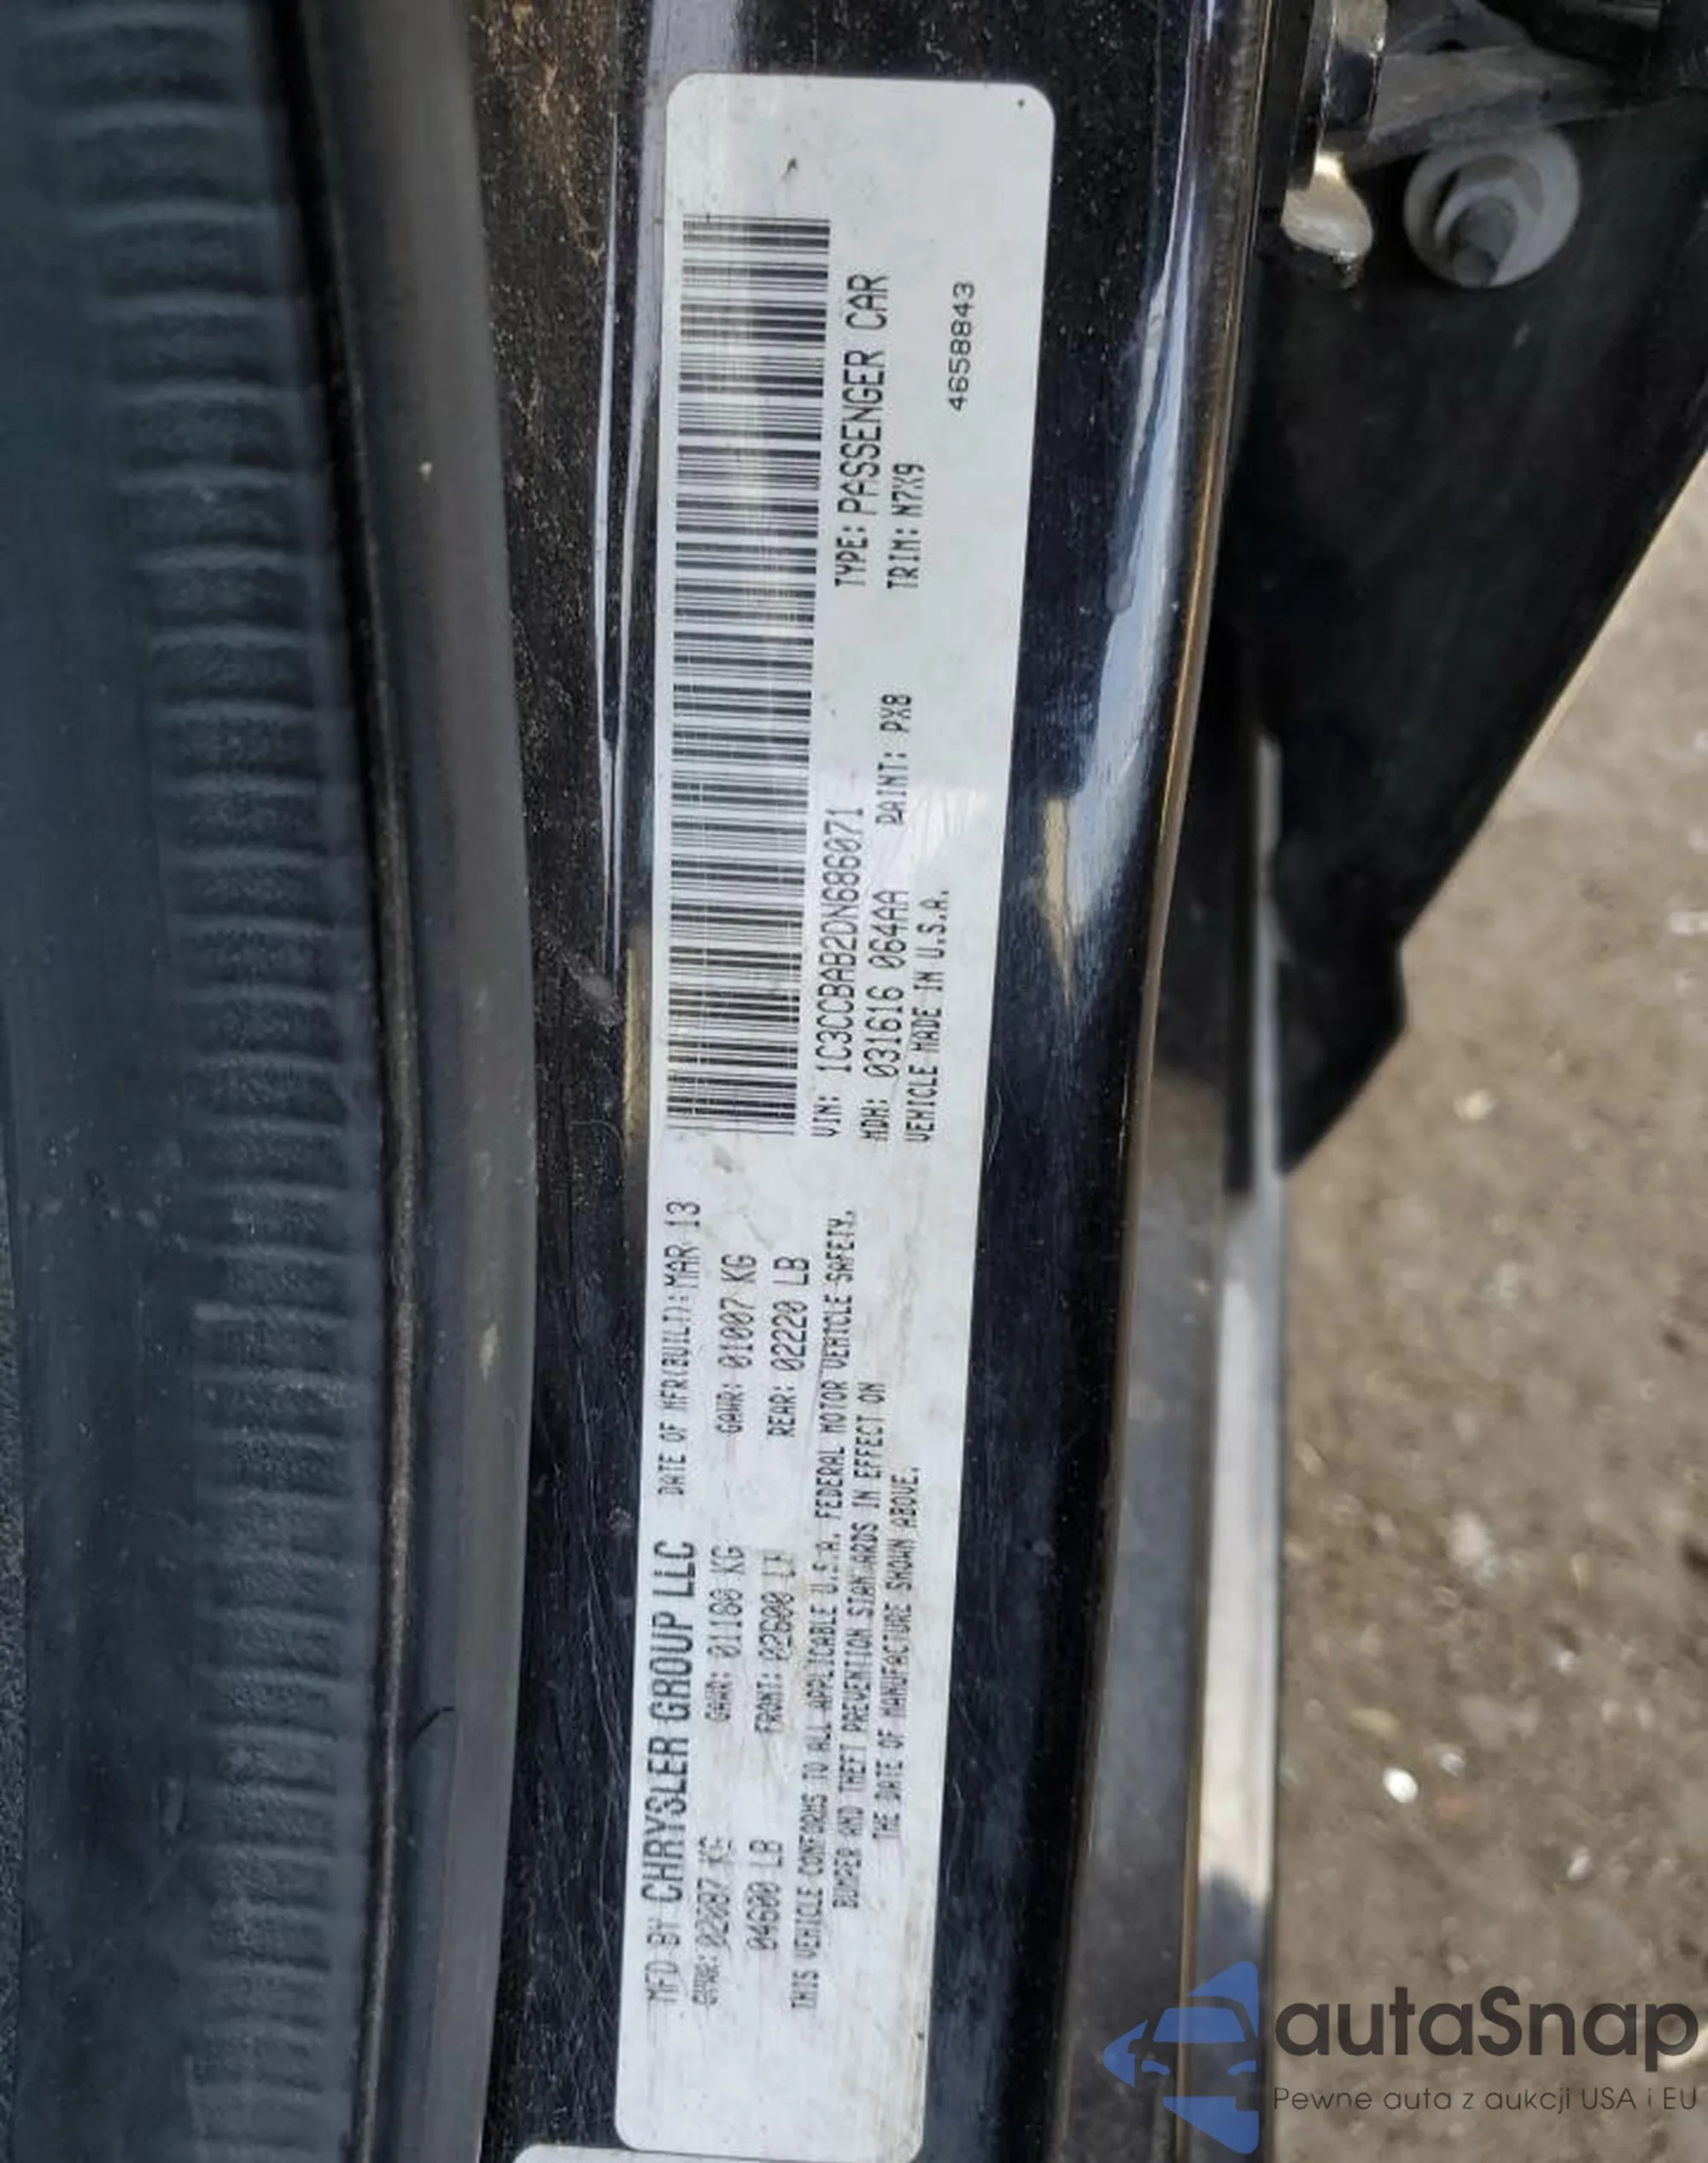 MFD BY CHRYSLER GROUP LLC DATE OF MFR(BUILT): MAR 13
GVWR: 02087 KG GAWR: 01180 KG GAWR: 01007 KG
04600 LB FRONT: 02600 LB REAR: 02220 LB
THIS VEHICLE CONFORMS TO ALL APPLICABLE U.S.A. FEDERAL MOTOR VEHICLE SAFETY,
BUMPER AND THEFT PREVENTION STANDARDS IN EFFECT ON
THE DATE OF MANUFACTURE SHOWN ABOVE.
VIN: 1C3CCBAB2DN686071 TYPE: PASSENGER CAR
MDH: 031616 064AA PAINT: PX8 TRIM: N7X9
VEHICLE MADE IN U.S.A.
4658843
autaSnap
Pewne auta z aukcji USA i EU